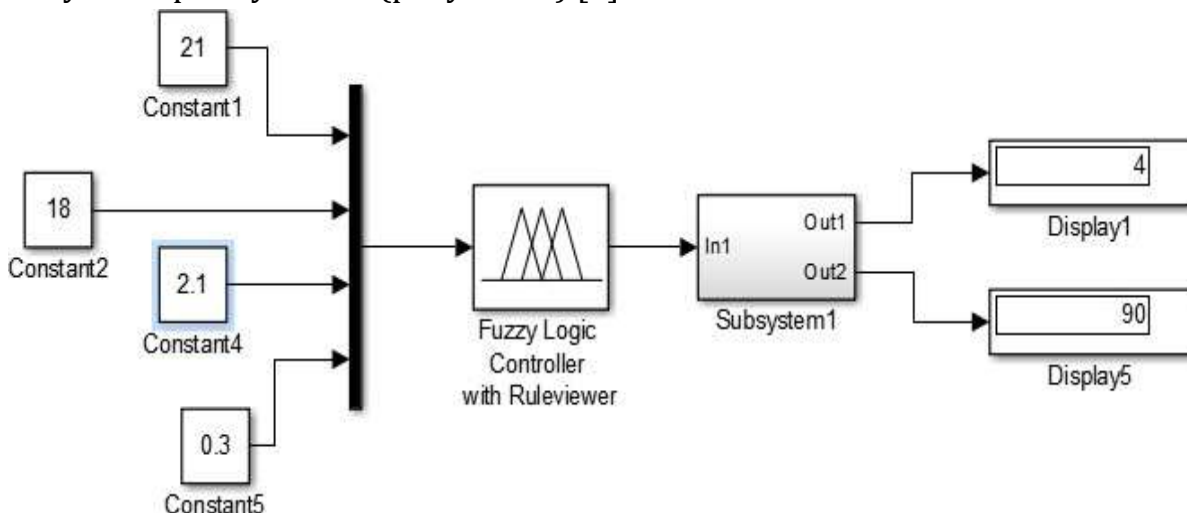 21
Constant1
18
Constant2
2.1
Constant4
0.3
Constant5
Fuzzy Logic
Controller
with Ruleviewer
In1
Out1
Out2
Subsystem1
4
Display1
90
Display5